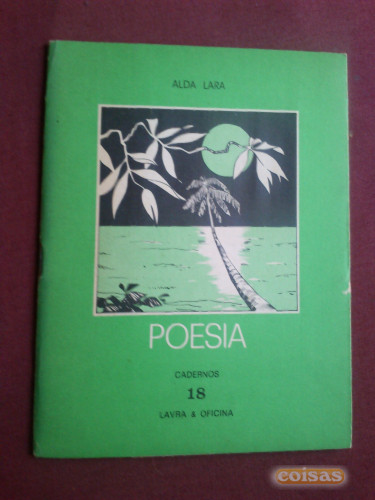 ALDA LARA
POESIA
CADERNOS
18
LAVRA & OFICINA
coisas